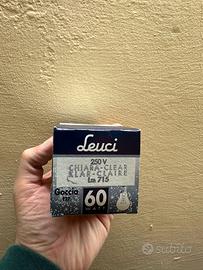 Leuci
250 V
CHIARA-CLEAR
KLAR-CLAIRE
Lm 715
Goccia
60
WATT
subito